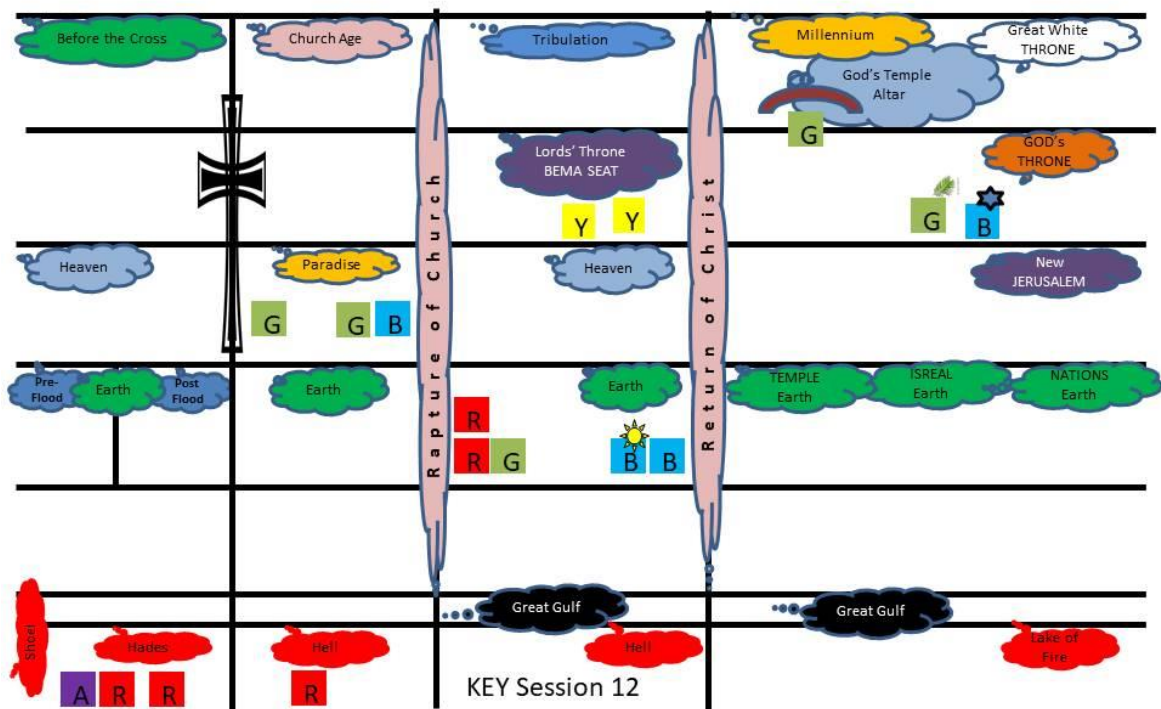 Before the Cross
Church Age
Tribulation
Millennium
Great White
THRONE
God's Temple
Altar
G
Lords' Throne
BEMA SEAT
GOD's
THRONE
Y
Y
G
B
Rapture of Church
Return of Christ
Heaven
Paradise
Heaven
New
JERUSALEM
G
G
B
Pre-
Flood
Earth
Post
Flood
Earth
Earth
TEMPLE
Earth
ISREAL
Earth
NATIONS
Earth
R
R
G
B
B
Great Gulf
Great Gulf
Shoel
Hades
Hell
Hell
Lake of
Fire
A
R
R
R
KEY Session 12